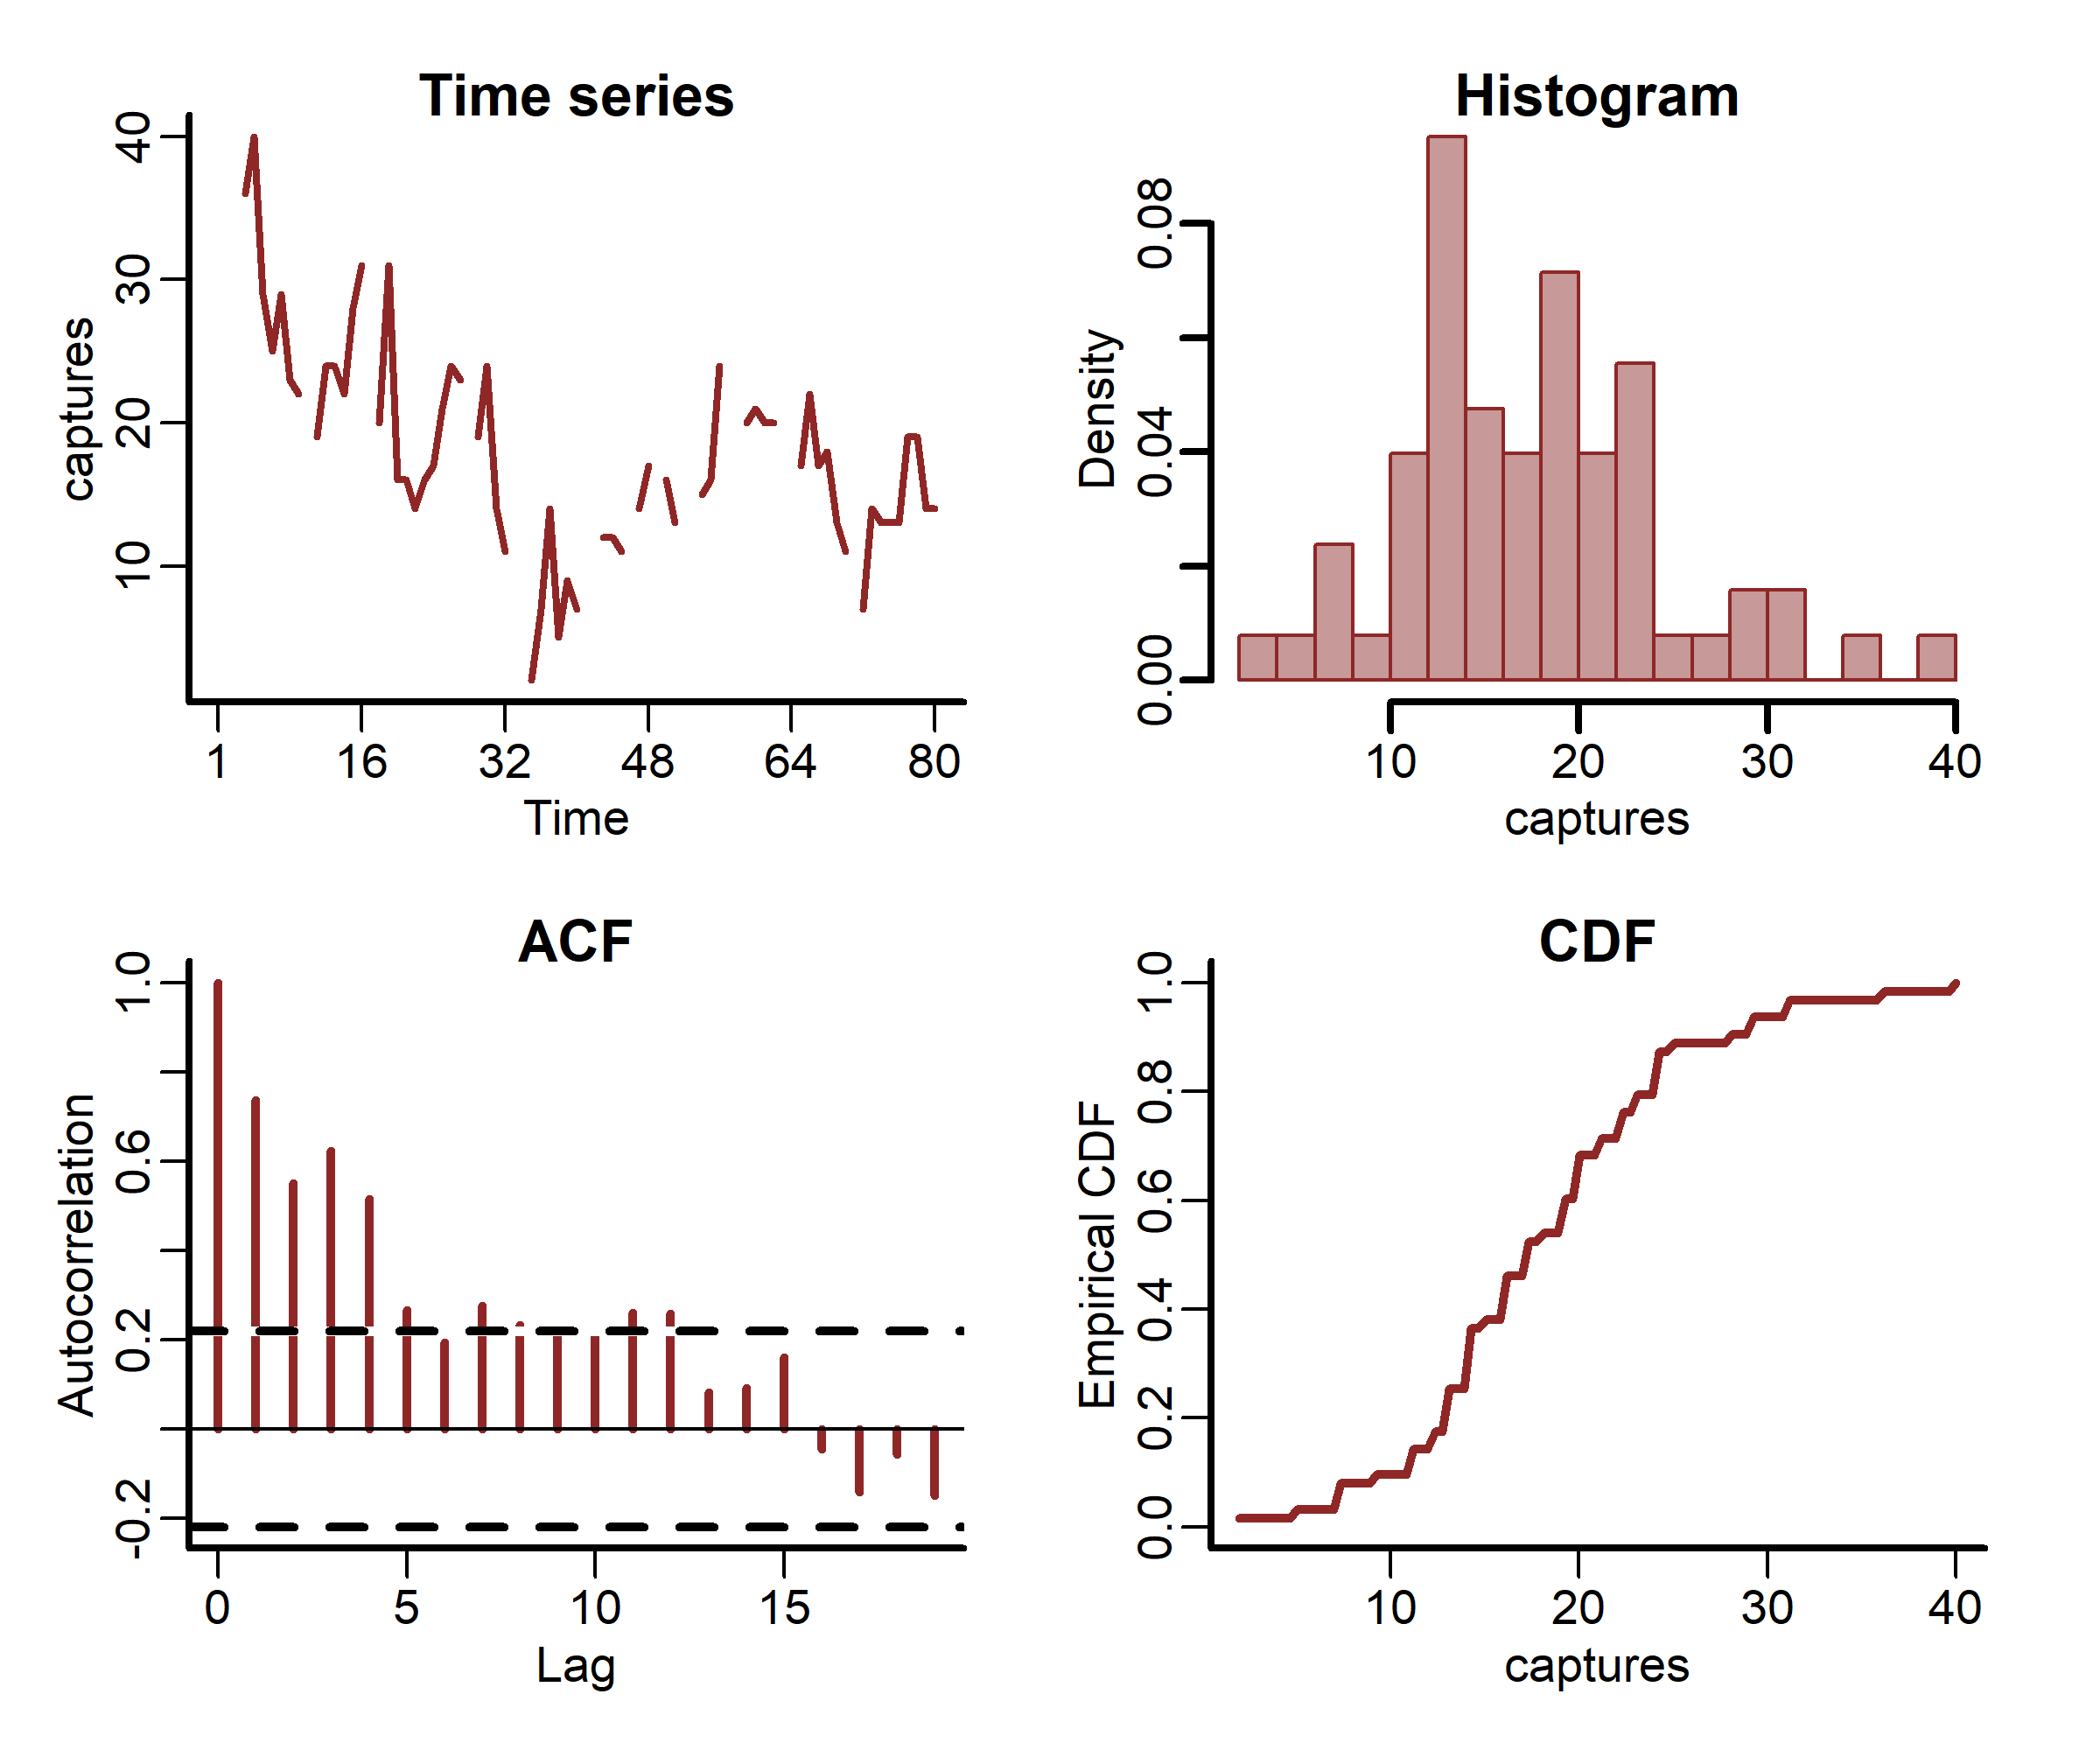 Time series
captures
40
30
20
10
1 16 32 48 64 80
Time
Histogram
Density
0.08
0.04
0.00
10 20 30 40
captures
ACF
Autocorrelation
1.0
0.6
0.2
-0.2
0 5 10 15
Lag
CDF
Empirical CDF
1.0
0.8
0.6
0.4
0.2
0.0
10 20 30 40
captures